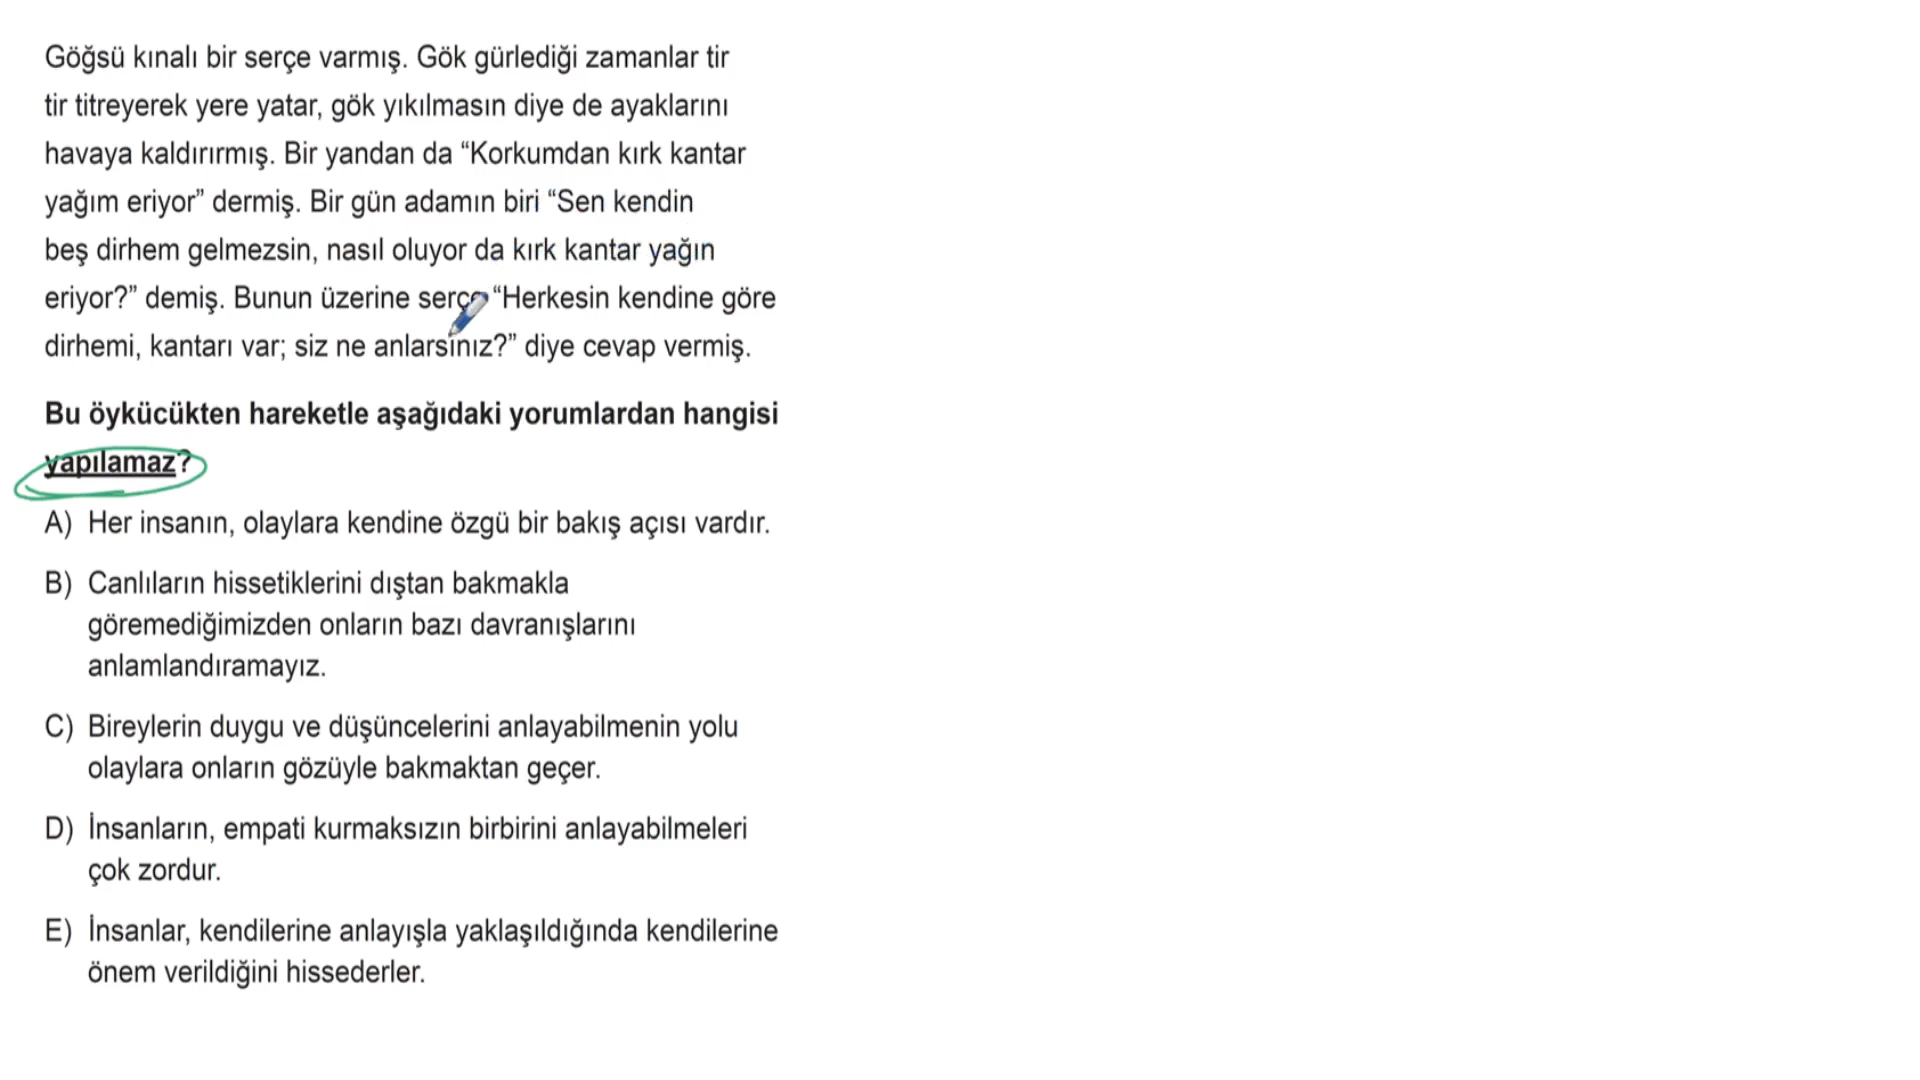 Göğsü kınalı bir serçe varmış. Gök gürlediği zamanlar tir
tir titreyerek yere yatar, gök yıkılmasın diye de ayaklarını
havaya kaldırırmış. Bir yandan da “Korkumdan kırk kantar
yağım eriyor” dermiş. Bir gün adamın biri “Sen kendin
beş dirhem gelmezsin, nasıl oluyor da kırk kantar yağın
eriyor?” demiş. Bunun üzerine serçe “Herkesin kendine göre
dirhemi, kantarı var; siz ne anlarsınız?” diye cevap vermiş.
Bu öykücükten hareketle aşağıdaki yorumlardan hangisi
yapılamaz?
A) Her insanın, olaylara kendine özgü bir bakış açısı vardır.
B) Canlıların hissetiklerini dıştan bakmakla
göremediğimizden onların bazı davranışlarını
anlamlandıramayız.
C) Bireylerin duygu ve düşüncelerini anlayabilmenin yolu
olaylara onların gözüyle bakmaktan geçer.
D) İnsanların, empati kurmaksızın birbirini anlayabilmeleri
çok zordur.
E) İnsanlar, kendilerine anlayışla yaklaşıldığında kendilerine
önem verildiğini hissederler.